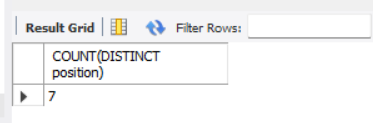 Result Grid Filter Rows:
COUNT(DISTINCT
position)
7